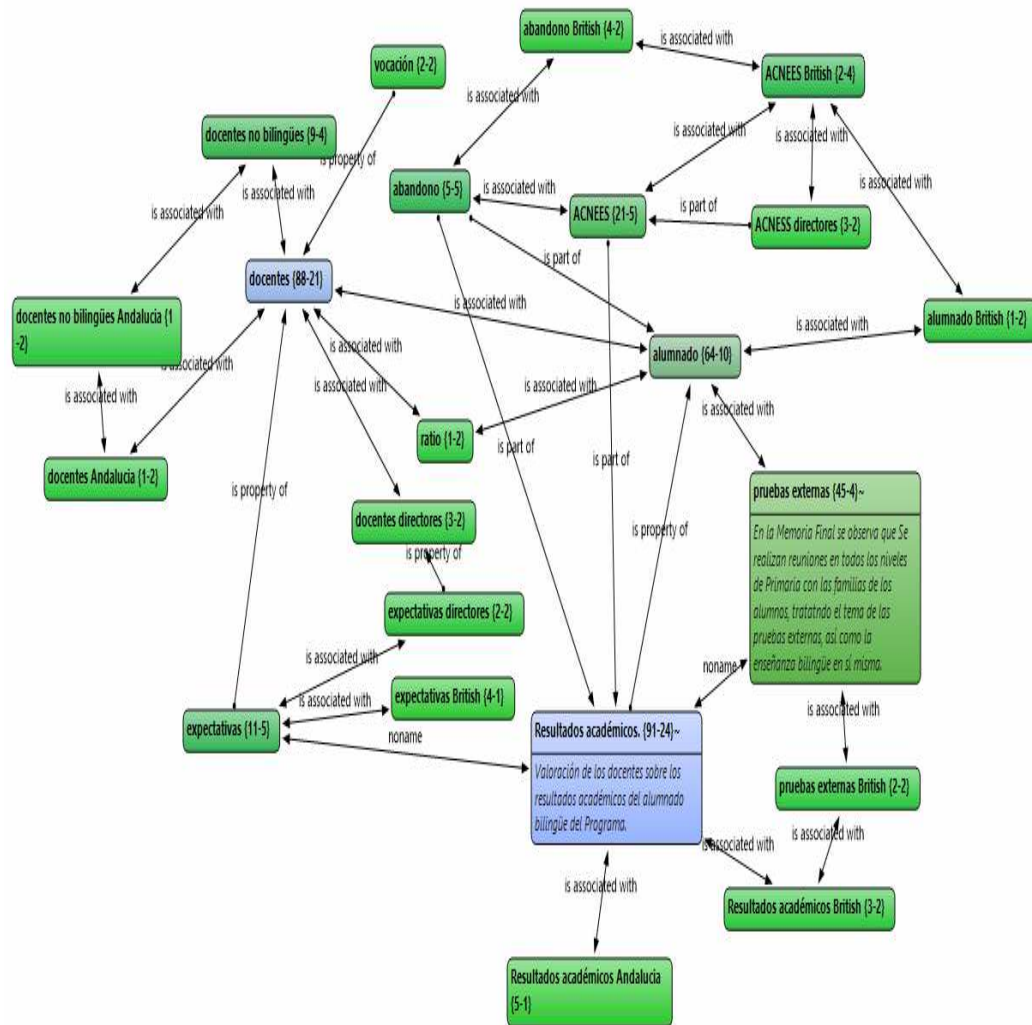 abandono British {4-2}
is associated with
vocación {2-2}
ACNEES British {2-4}
is associated with
docentes no bilingües {9-4}
is associated with
is associated with
is property of
is associated with
abandono {5-5}
is associated with
ACNEES {21-5}
is associated with
is associated with
is part of
ACNESS directores {3-2}
is associated with
is part of
docentes {88-21}
is associated with
docentes no bilingües Andalucia {1
-2}
alumnado British {1-2}
is associated with
is associated with
is associated with
alumnado {64-10}
is associated with
is associated with
is associated with
is associated with
ratio {1-2}
is part of
is part of
docentes Andalucia {1-2}
is property of
pruebas externas {45-4}~
En la Memoria Final se observa que Se
realizan reuniones en todos los niveles
de Primaria con las familias de los
alumnos, tratatndo el tema de las
pruebas externas, así como la
enseñanza bilingüe en sí misma.
docentes directores {3-2}
is property of
is property of
expectativas directores {2-2}
is associated with
noname
is associated with
expectativas British {4-1}
expectativas {11-5}
noname
Resultados académicos. {91-24}~
Valoración de los docentes sobre los
resultados académicos del alumnado
bilingüe del Programa.
is associated with
pruebas externas British {2-2}
is associated with
is associated with
is associated with
Resultados académicos British {3-2}
Resultados académicos Andalucia
{5-1}